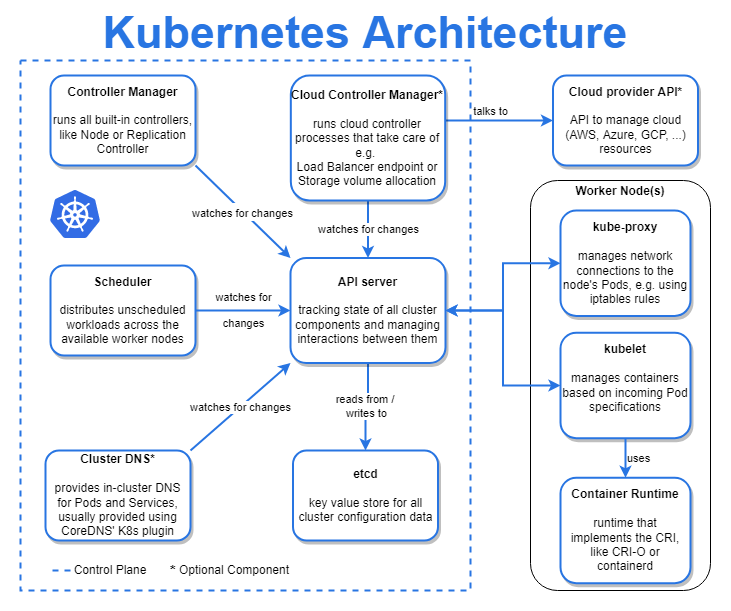 Kubernetes Architecture
Controller Manager
runs all built-in controllers,
like Node or Replication
Controller
Cloud Controller Manager*
runs cloud controller
processes that take care of
e.g.
Load Balancer endpoint or
Storage volume allocation
talks to
Cloud provider API*
API to manage cloud
(AWS, Azure, GCP, ...)
resources
watches for changes
watches for changes
Scheduler
distributes unscheduled
workloads across the
available worker nodes
watches for
changes
API server
tracking state of all cluster
components and managing
interactions between them
Worker Node(s)
kube-proxy
manages network
connections to the
node's Pods, e.g. using
iptables rules
kubelet
manages containers
based on incoming Pod
specifications
uses
Container Runtime
runtime that
implements the CRI,
like CRI-O or
containerd
watches for changes
reads from /
writes to
Cluster DNS*
provides in-cluster DNS
for Pods and Services,
usually provided using
CoreDNS' K8s plugin
etcd
key value store for all
cluster configuration data
Control Plane
* Optional Component